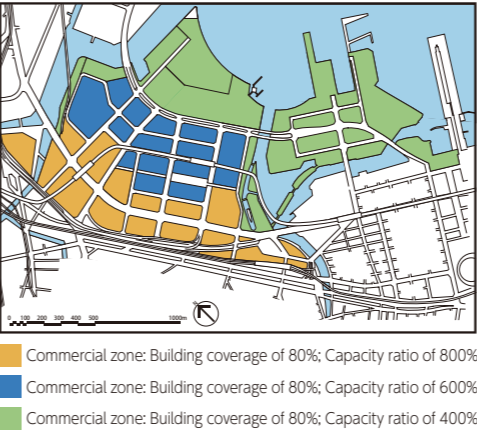 0 100 200 300 400 500 1000m
Commercial zone: Building coverage of 80%; Capacity ratio of 800%
Commercial zone: Building coverage of 80%; Capacity ratio of 600%
Commercial zone: Building coverage of 80%; Capacity ratio of 400%